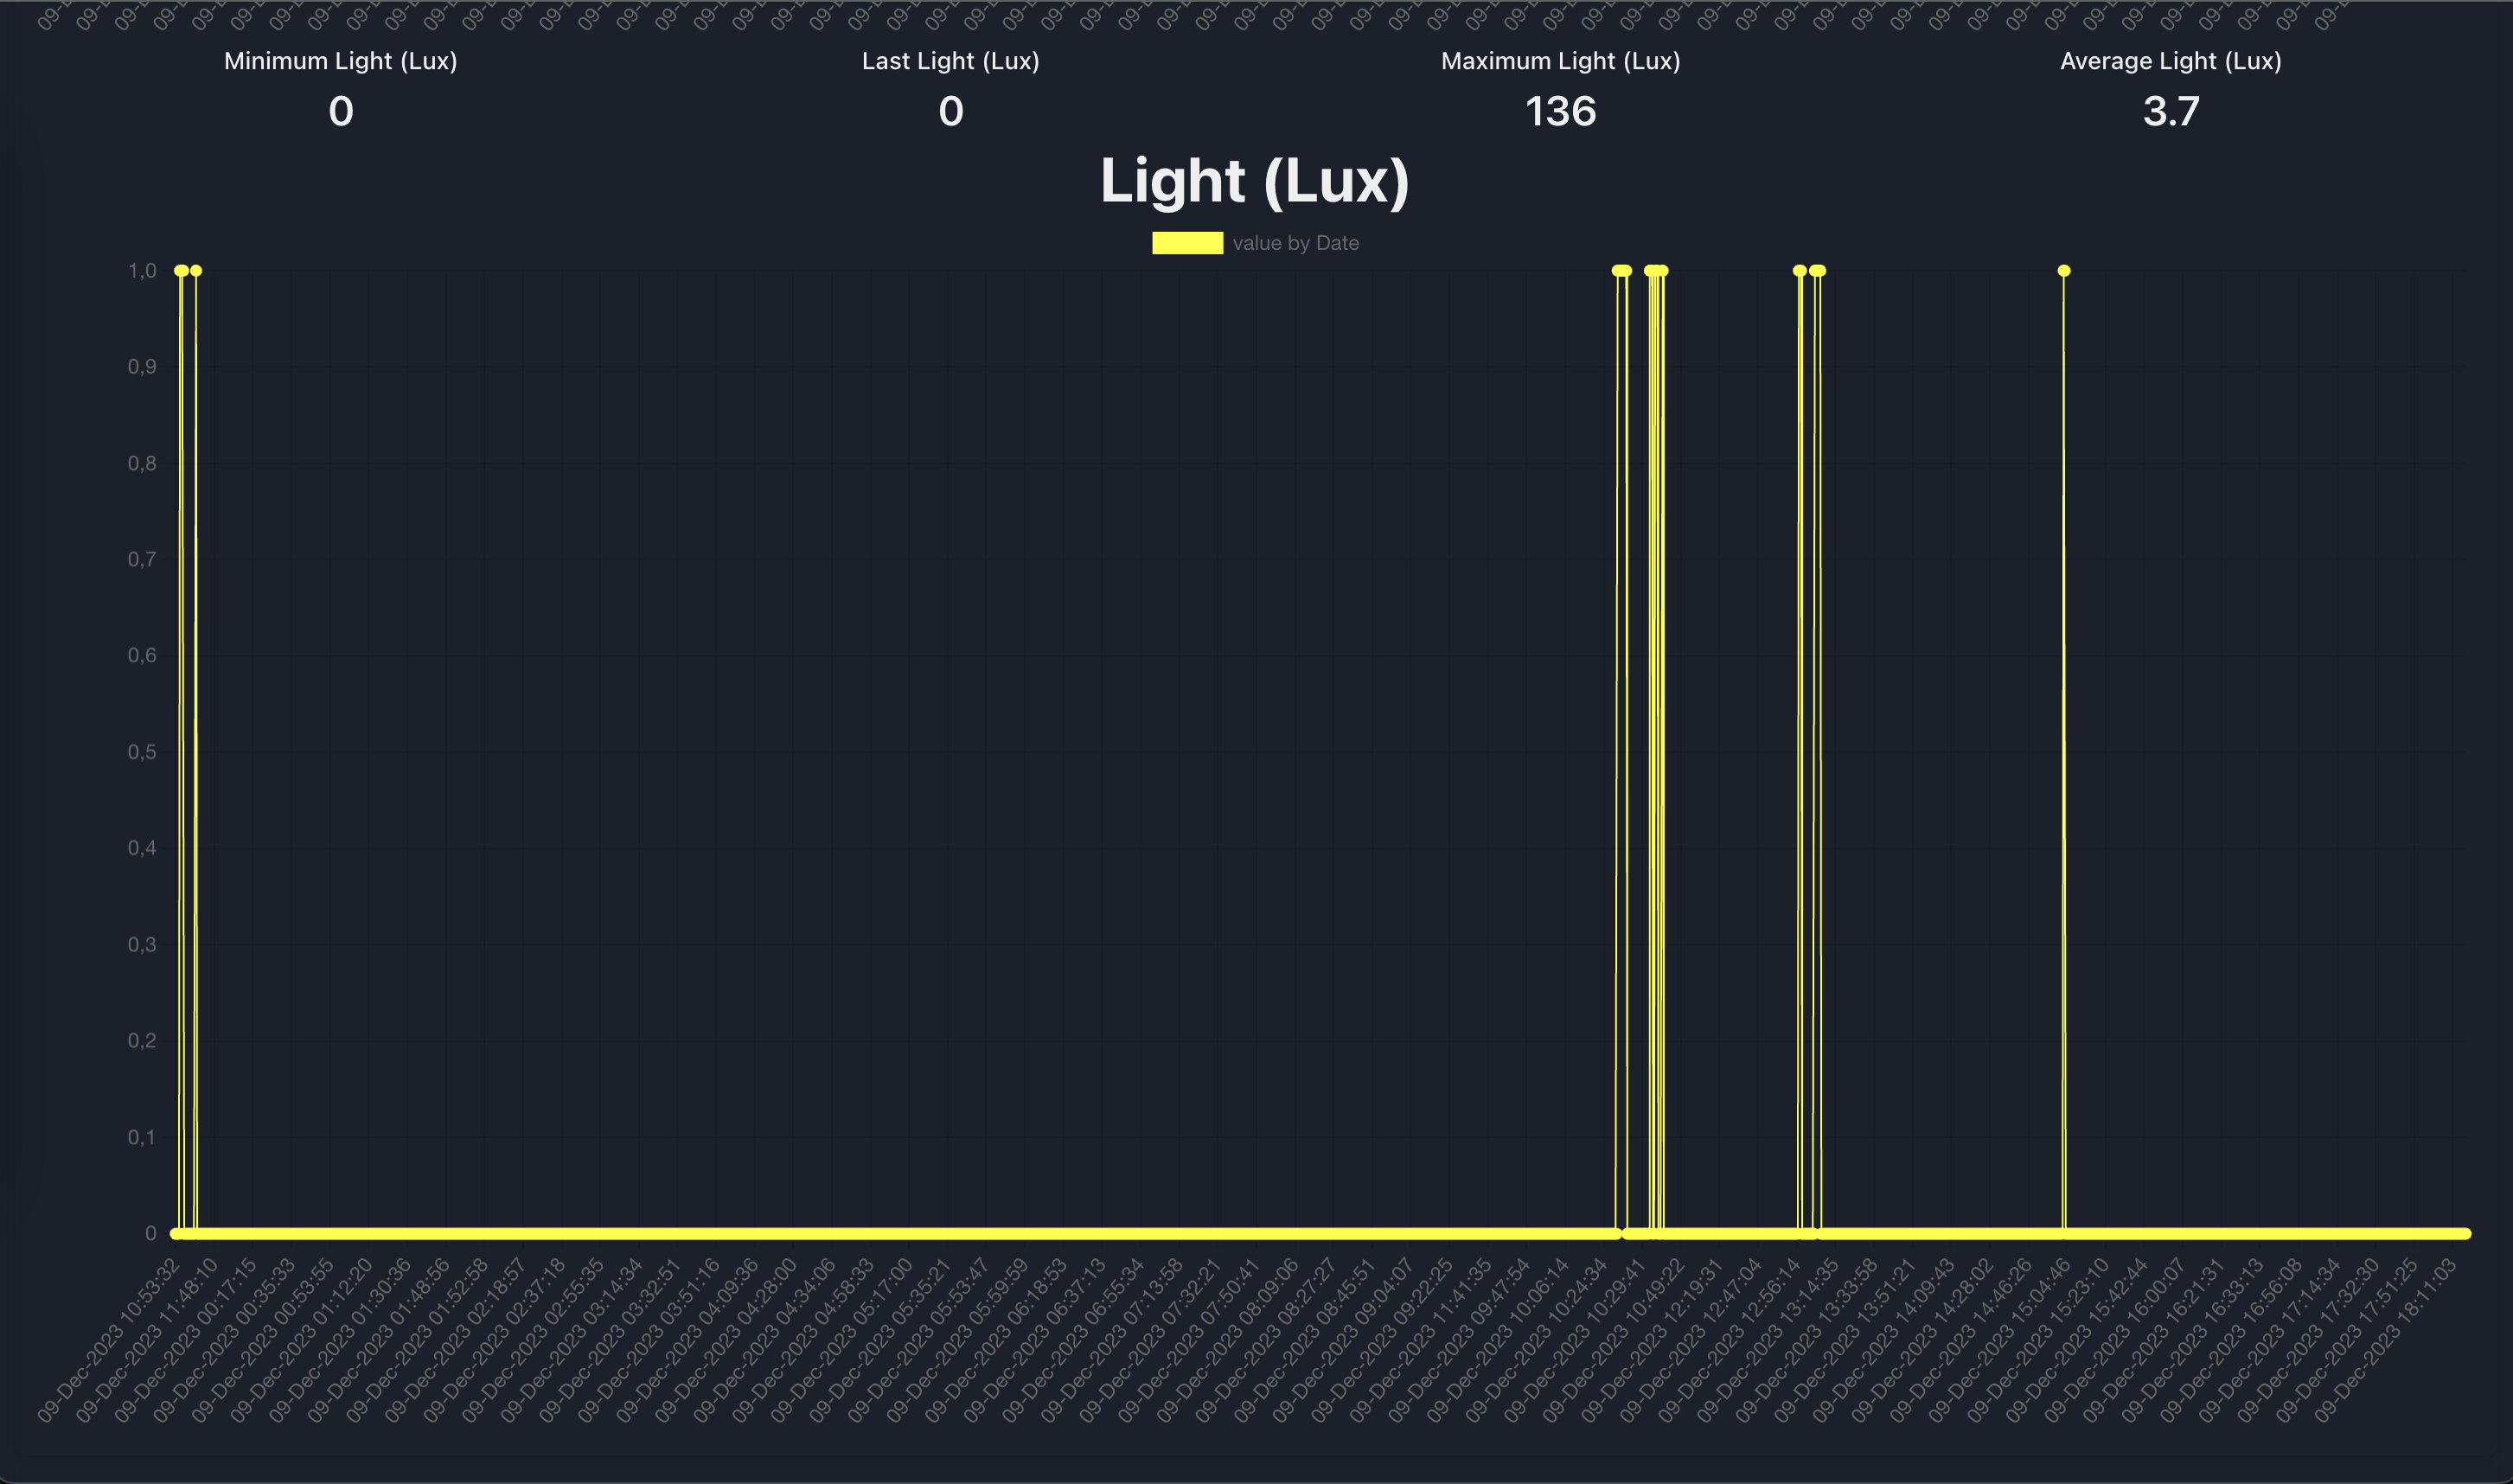 Minimum Light (Lux)
0
Last Light (Lux)
0
Maximum Light (Lux)
136
Average Light (Lux)
3.7
Light (Lux)
value by Date
1,0
0,9
0,8
0,7
0,6
0,5
0,4
0,3
0,2
0,1
0
09-Dec-2023 10:53:32
09-Dec-2023 11:48:10
09-Dec-2023 00:17:15
09-Dec-2023 00:35:33
09-Dec-2023 00:53:55
09-Dec-2023 01:12:20
09-Dec-2023 01:30:36
09-Dec-2023 01:48:56
09-Dec-2023 01:52:58
09-Dec-2023 02:18:57
09-Dec-2023 02:37:18
09-Dec-2023 02:55:35
09-Dec-2023 03:14:34
09-Dec-2023 03:32:51
09-Dec-2023 03:51:16
09-Dec-2023 04:09:36
09-Dec-2023 04:28:00
09-Dec-2023 04:34:06
09-Dec-2023 04:58:33
09-Dec-2023 05:17:00
09-Dec-2023 05:35:21
09-Dec-2023 05:53:47
09-Dec-2023 05:59:59
09-Dec-2023 06:18:53
09-Dec-2023 06:37:13
09-Dec-2023 06:55:34
09-Dec-2023 07:13:58
09-Dec-2023 07:32:21
09-Dec-2023 07:50:41
09-Dec-2023 08:09:06
09-Dec-2023 08:27:27
09-Dec-2023 08:45:51
09-Dec-2023 09:04:07
09-Dec-2023 09:22:25
09-Dec-2023 11:41:35
09-Dec-2023 09:47:54
09-Dec-2023 10:06:14
09-Dec-2023 10:24:34
09-Dec-2023 10:29:41
09-Dec-2023 10:49:22
09-Dec-2023 12:19:31
09-Dec-2023 12:47:04
09-Dec-2023 12:56:14
09-Dec-2023 13:14:35
09-Dec-2023 13:33:58
09-Dec-2023 13:51:21
09-Dec-2023 14:09:43
09-Dec-2023 14:28:02
09-Dec-2023 14:46:26
09-Dec-2023 15:04:46
09-Dec-2023 15:23:10
09-Dec-2023 15:42:44
09-Dec-2023 16:00:07
09-Dec-2023 16:21:31
09-Dec-2023 16:33:13
09-Dec-2023 16:56:08
09-Dec-2023 17:14:34
09-Dec-2023 17:32:30
09-Dec-2023 17:51:25
09-Dec-2023 18:11:03